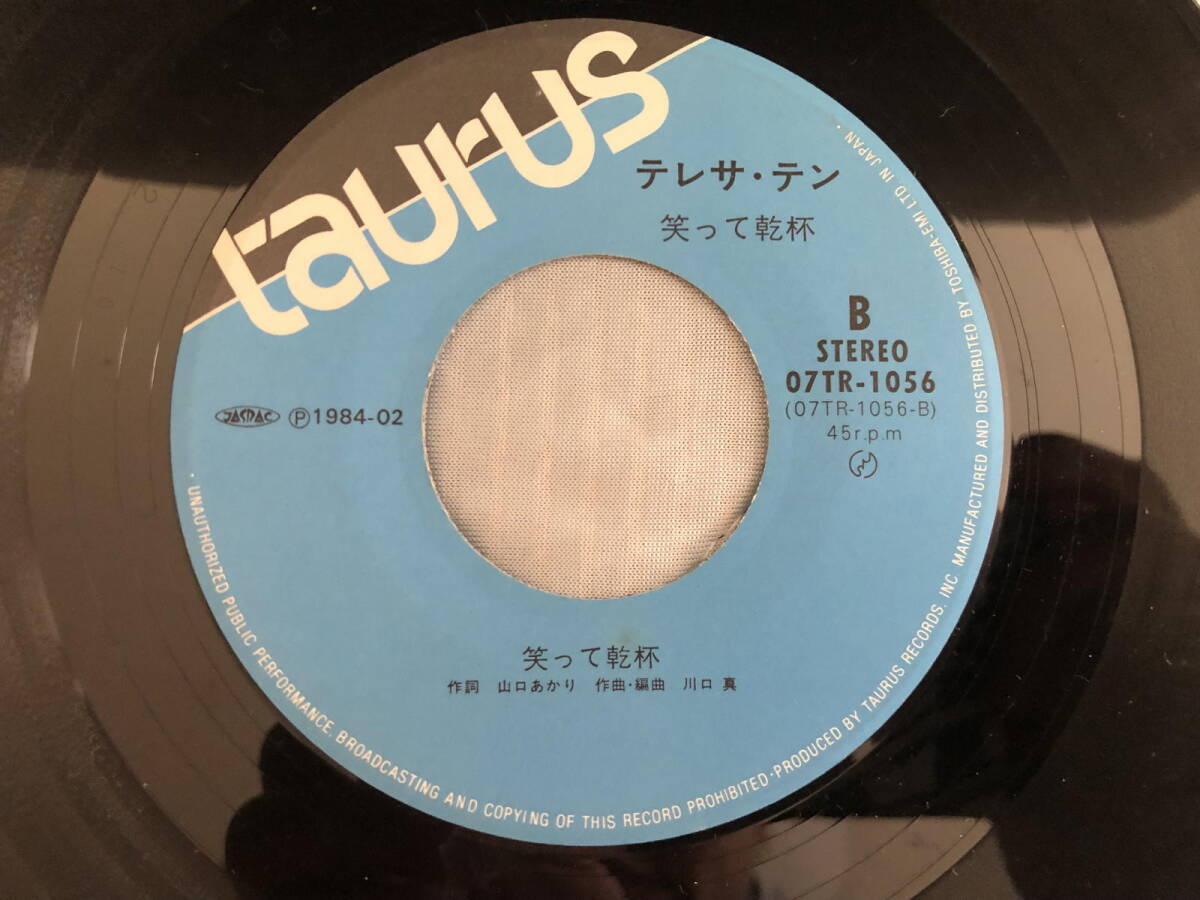 taurus
テレサ・テン
笑って乾杯
B
STEREO
07TR-1056
(07TR-1056-B)
45r.p.m
JASRAC Ⓟ1984-02
笑って乾杯
作詞 山口あかり 作曲・編曲 川口 真
・UNAUTHORIZED PUBLIC PERFORMANCE, BROADCASTING AND COPYING OF THIS RECORD PROHIBITED・PRODUCED BY TAURUS RECORDS, INC MANUFACTURED AND DISTRIBUTED BY TOSHIBA-EMI LTD IN JAPAN・